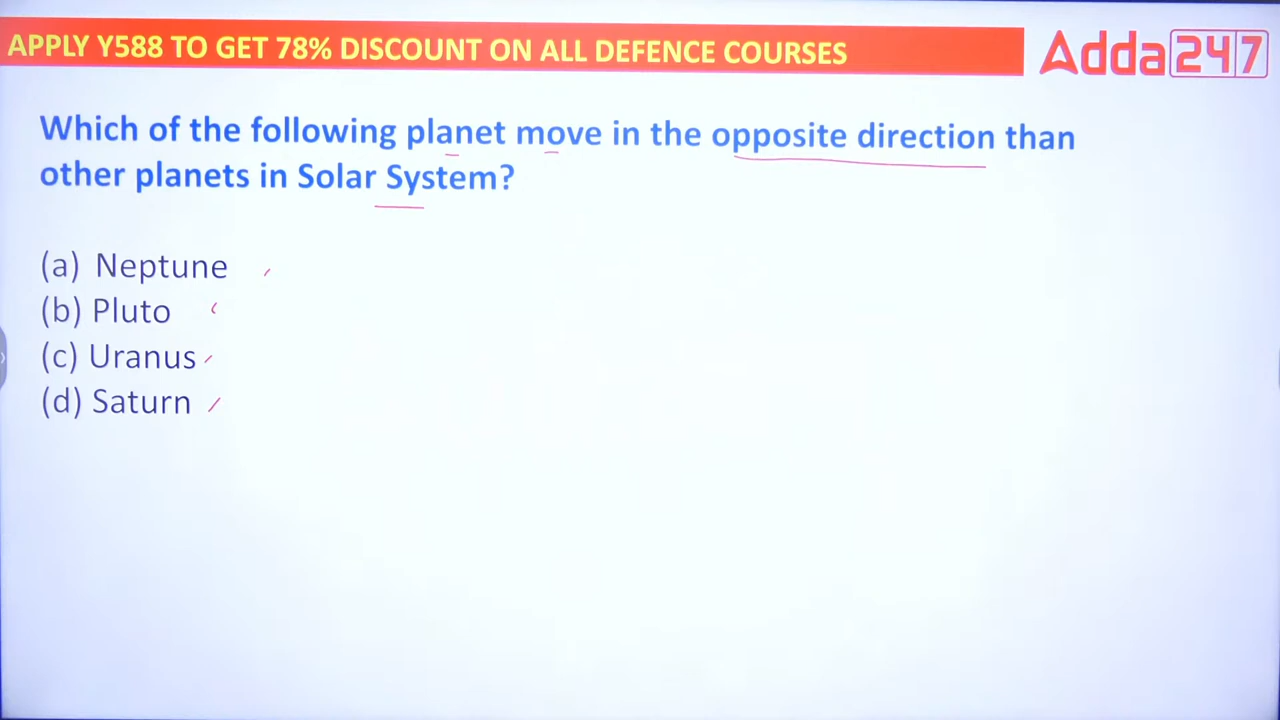 APPLY Y588 TO GET 78% DISCOUNT ON ALL DEFENCE COURSES
Adda247
Which of the following planet move in the opposite direction than
other planets in Solar System?
(a) Neptune
(b) Pluto
(c) Uranus
(d) Saturn